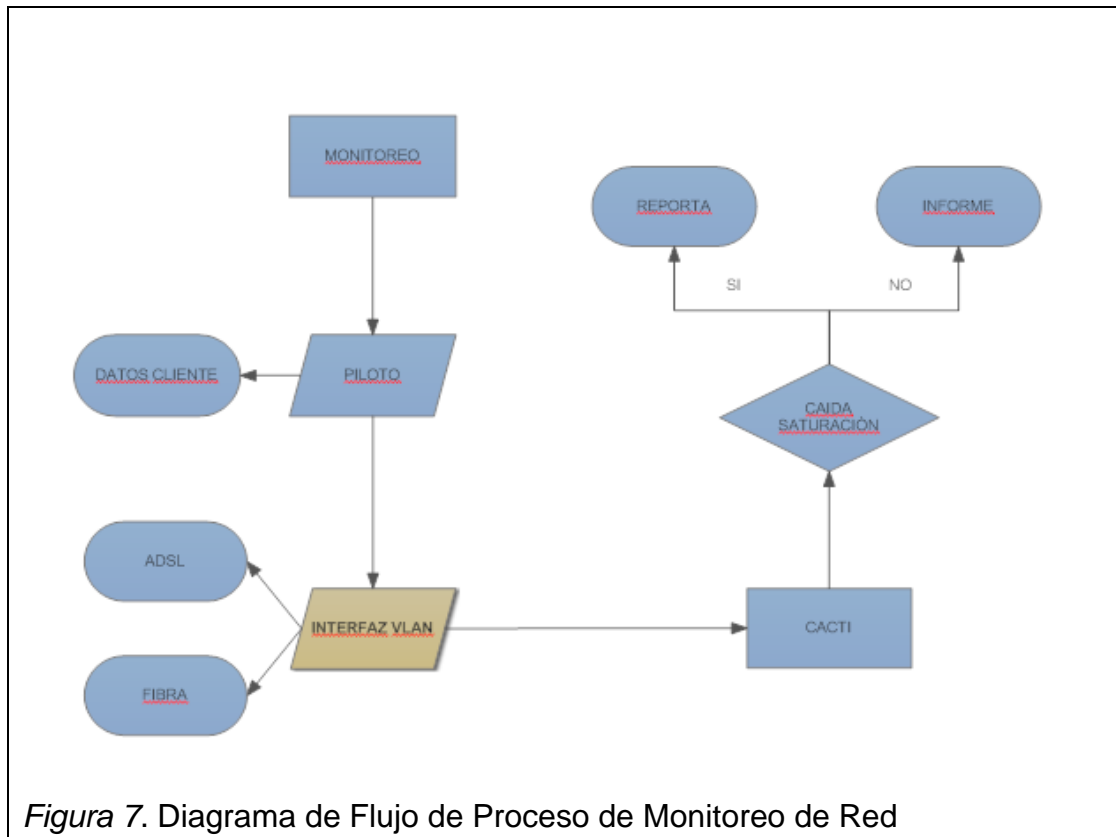 MONITOREO
REPORTA
INFORME
SI
NO
DATOS CLIENTE
PILOTO
CAIDA
SATURACIÓN
ADSL
INTERFAZ VLAN
CACTI
FIBRA
Figura 7. Diagrama de Flujo de Proceso de Monitoreo de Red